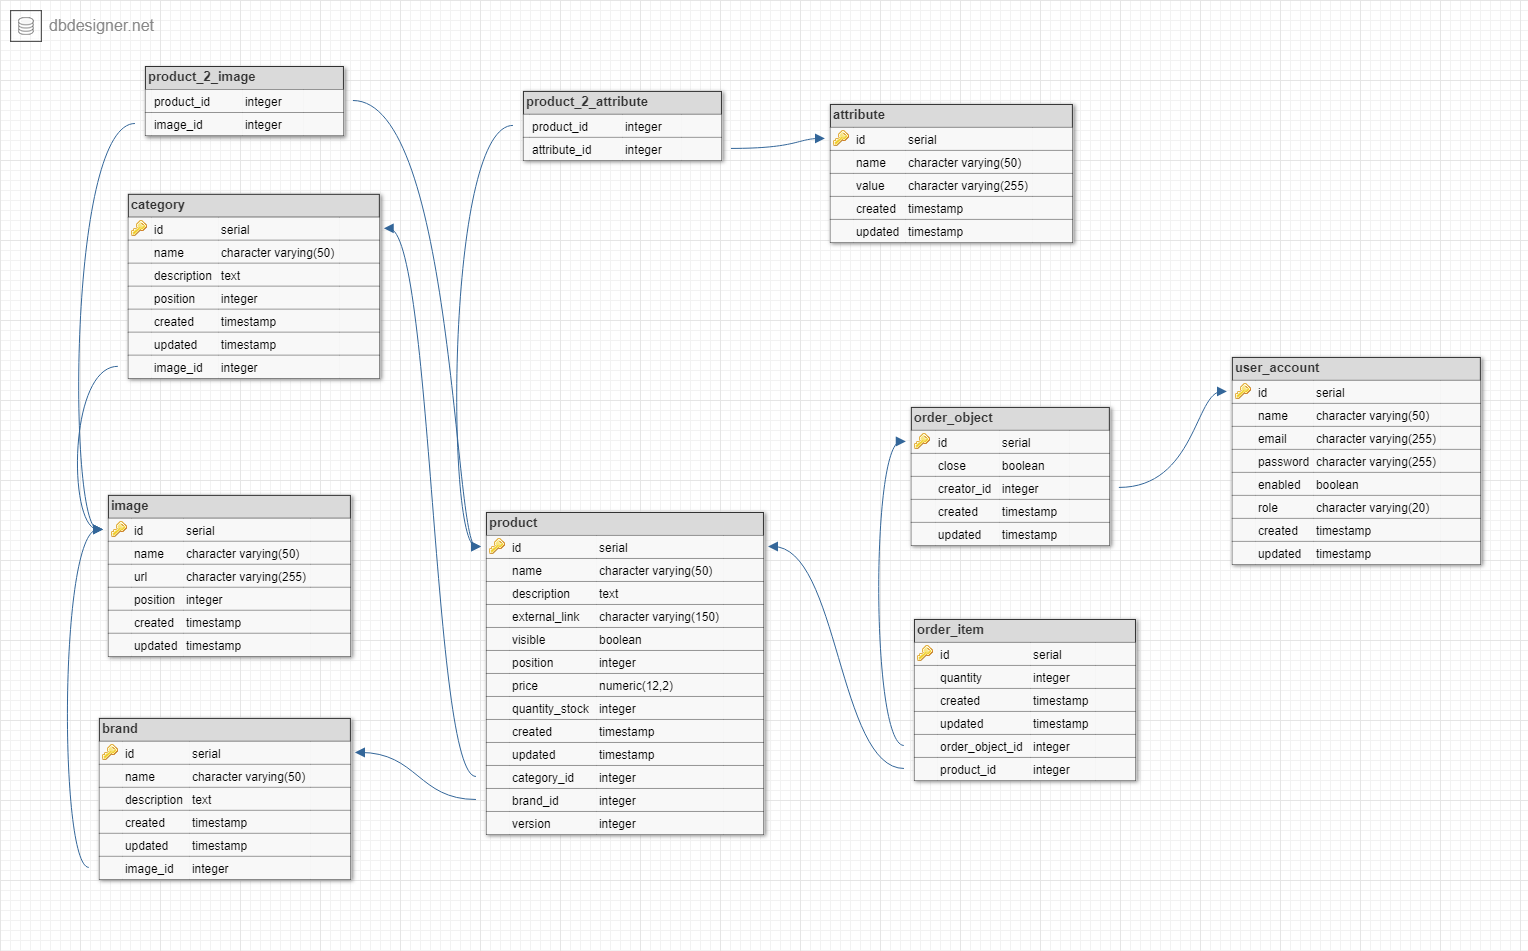 dbdesigner.net
product_2_image
product_id integer
image_id integer
product_2_attribute
product_id integer
attribute_id integer
attribute
id serial
name character varying(50)
value character varying(255)
created timestamp
updated timestamp
category
id serial
name character varying(50)
description text
position integer
created timestamp
updated timestamp
image_id integer
user_account
id serial
name character varying(50)
email character varying(255)
password character varying(255)
enabled boolean
role character varying(20)
created timestamp
updated timestamp
order_object
id serial
close boolean
creator_id integer
created timestamp
updated timestamp
image
id serial
name character varying(50)
url character varying(255)
position integer
created timestamp
updated timestamp
product
id serial
name character varying(50)
description text
external_link character varying(150)
visible boolean
position integer
price numeric(12,2)
quantity_stock integer
created timestamp
updated timestamp
category_id integer
brand_id integer
version integer
order_item
id serial
quantity integer
created timestamp
updated timestamp
order_object_id integer
product_id integer
brand
id serial
name character varying(50)
description text
created timestamp
updated timestamp
image_id integer